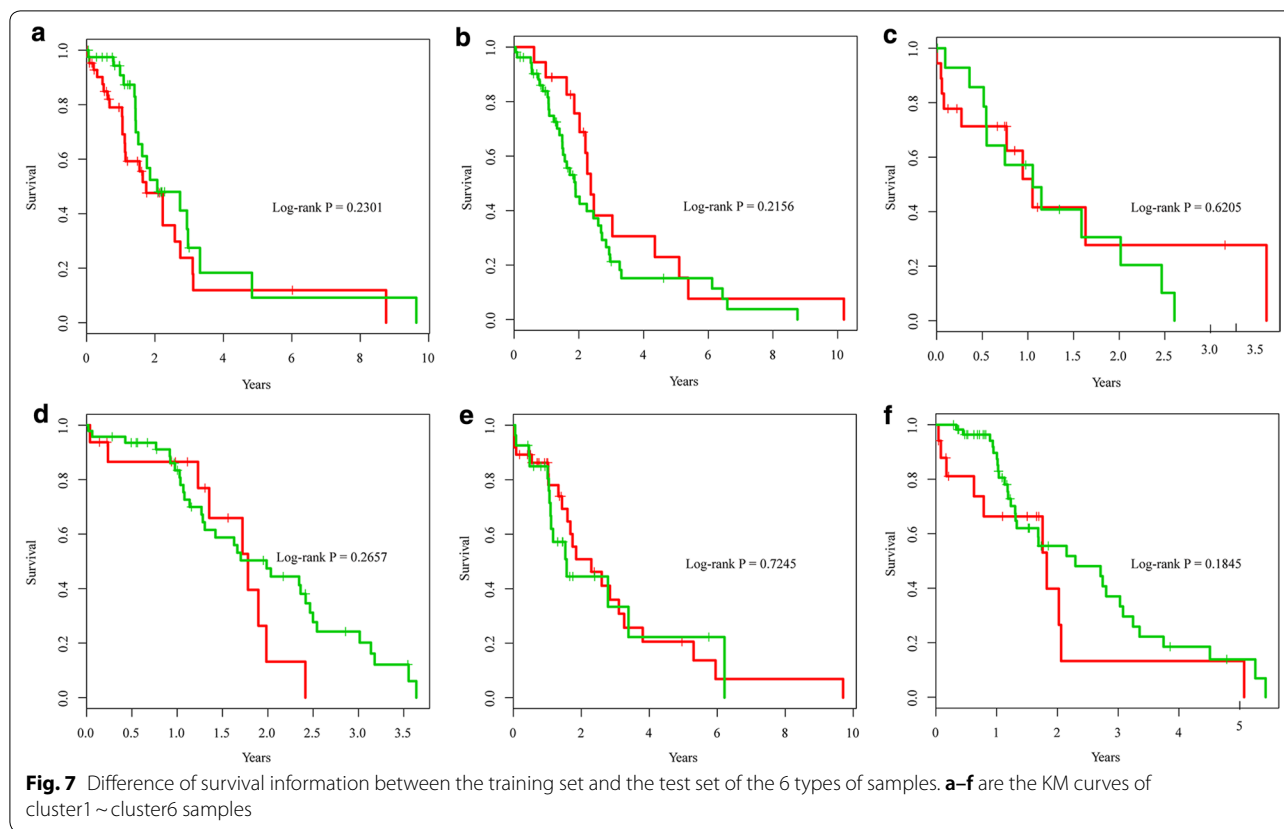 a
1.0
0.8
0.6
0.4
0.2
0.0
Survival
Log-rank P = 0.2301
0 2 4 6 8 10
Years
b
1.0
0.8
0.6
0.4
0.2
0.0
Survival
Log-rank P = 0.2156
0 2 4 6 8 10
Years
c
1.0
0.8
0.6
0.4
0.2
0.0
Survival
Log-rank P = 0.6205
0.0 0.5 1.0 1.5 2.0 2.5 3.0 3.5
Years
d
1.0
0.8
0.6
0.4
0.2
0.0
Survival
Log-rank P = 0.2657
0.0 0.5 1.0 1.5 2.0 2.5 3.0 3.5
Years
e
1.0
0.8
0.6
0.4
0.2
0.0
Survival
Log-rank P = 0.7245
0 2 4 6 8 10
Years
f
1.0
0.8
0.6
0.4
0.2
0.0
Survival
Log-rank P = 0.1845
0 1 2 3 4 5
Years
Fig. 7 Difference of survival information between the training set and the test set of the 6 types of samples. a–f are the KM curves of
cluster1 ~ cluster6 samples